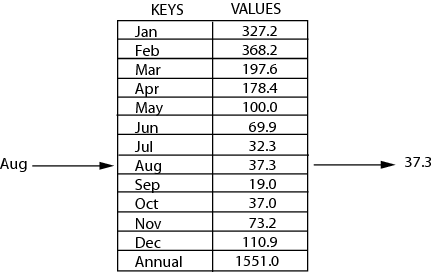 KEYS VALUES
Jan 327.2
Feb 368.2
Mar 197.6
Apr 178.4
May 100.0
Jun 69.9
Jul 32.3
Aug Aug 37.3 37.3
Sep 19.0
Oct 37.0
Nov 73.2
Dec 110.9
Annual 1551.0